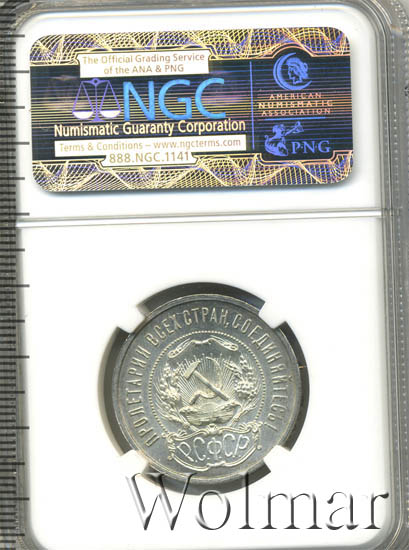 The Official Grading Service
of the ANA & PNG
NGC
Numismatic Guaranty Corporation
Terms & Conditions – www.ngcterms.com
888.NGC.1141
AMERICAN
NUMISMATIC
ASSOCIATION
PNG
ПРОЛЕТАРИИ ВСЕХ СТРАН, СОЕДИНЯЙТЕСЬ!
Р.С.Ф.С.Р.
Wolmar